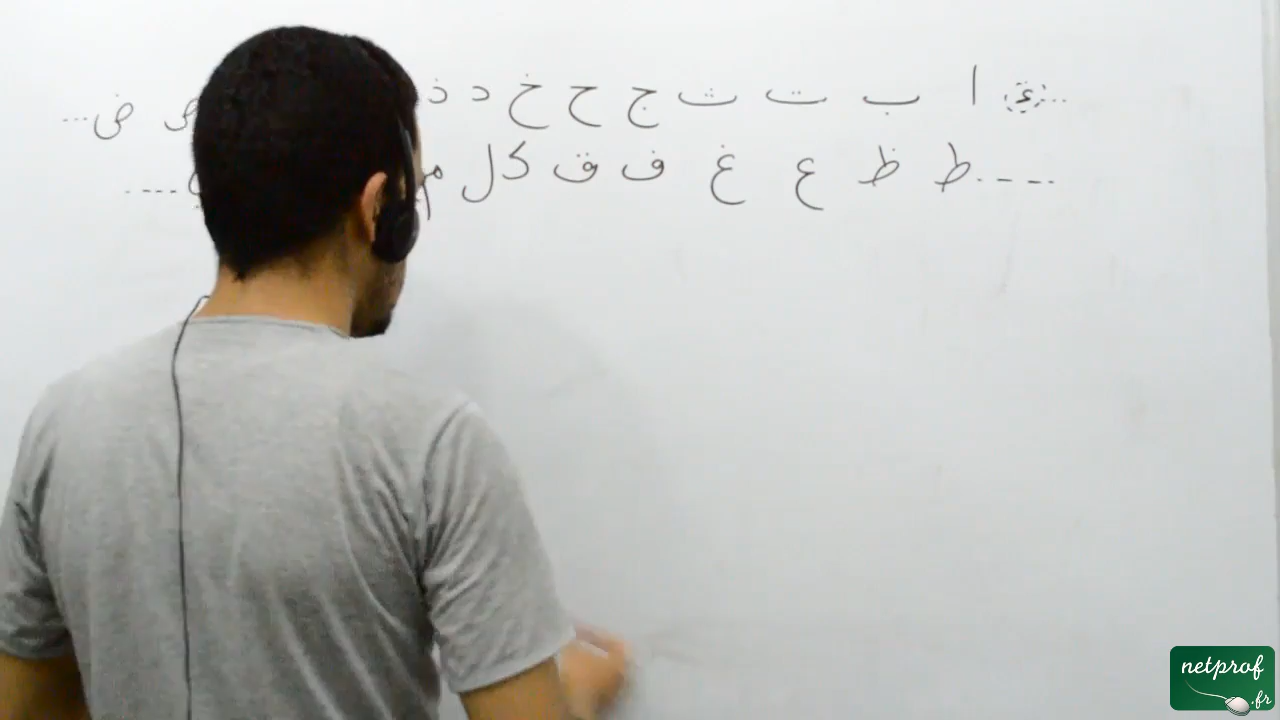 ...ء ا ب ت ث ج ح خ د ذ ض...
....ط ظ ع غ ف ق ك ل م ....
netprof
.fr